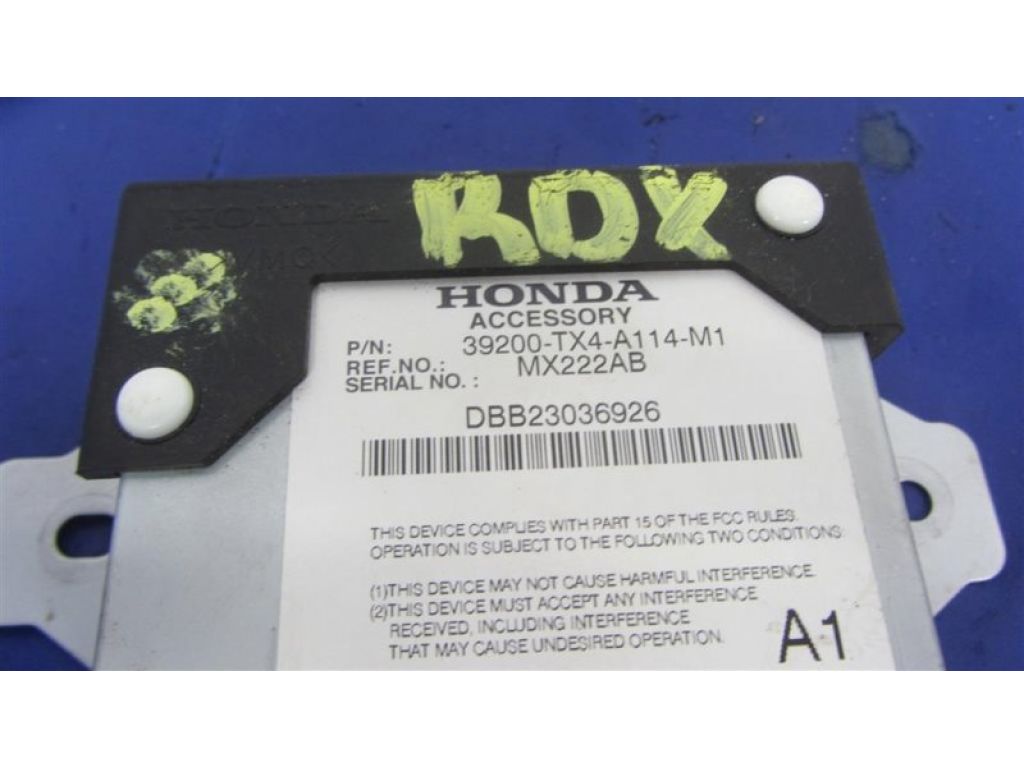 RDX
HONDA
HONDA
ACCESSORY
P/N: 39200-TX4-A114-M1
REF.NO.: MX222AB
SERIAL NO.:
DBB23036926
THIS DEVICE COMPLIES WITH PART 15 OF THE FCC RULES.
OPERATION IS SUBJECT TO THE FOLLOWING TWO CONDITIONS:
(1)THIS DEVICE MAY NOT CAUSE HARMFUL INTERFERENCE.
(2)THIS DEVICE MUST ACCEPT ANY INTERFERENCE
RECEIVED, INCLUDING INTERFERENCE
THAT MAY CAUSE UNDESIRED OPERATION.
A1